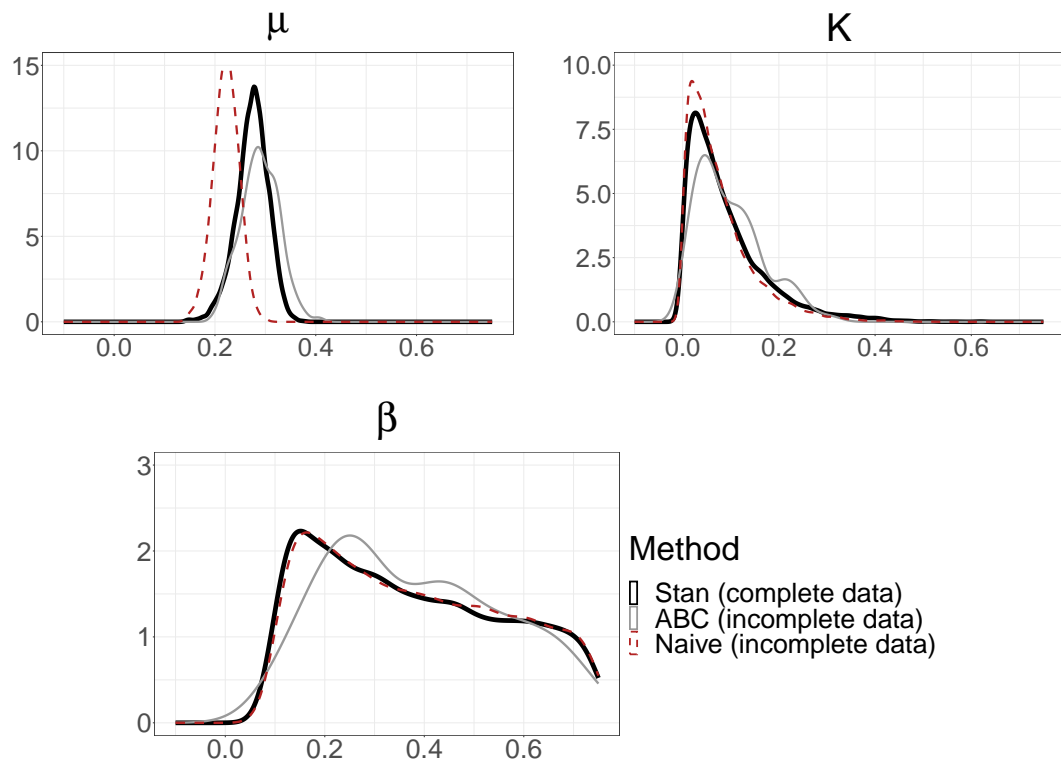 μ
K
15
10
5
0
0.0 0.2 0.4 0.6
10.0
7.5
5.0
2.5
0.0
0.0 0.2 0.4 0.6
β
3
2
1
0
0.0 0.2 0.4 0.6
Method
Stan (complete data)
ABC (incomplete data)
Naive (incomplete data)